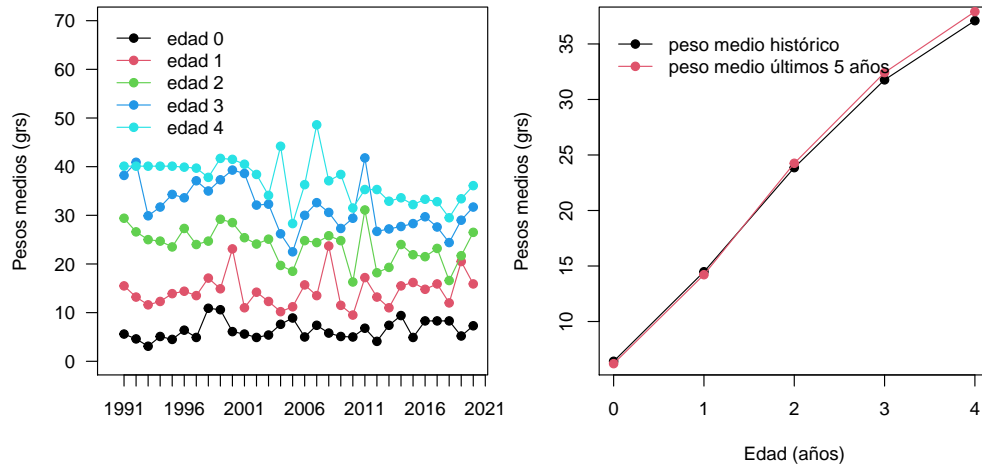 Pesos medios (grs)
70
60
50
40
30
20
10
0
edad 0
edad 1
edad 2
edad 3
edad 4
1991 1996 2001 2006 2011 2016 2021
Pesos medios (grs)
35
30
25
20
15
10
peso medio histórico
peso medio últimos 5 años
0 1 2 3 4
Edad (años)